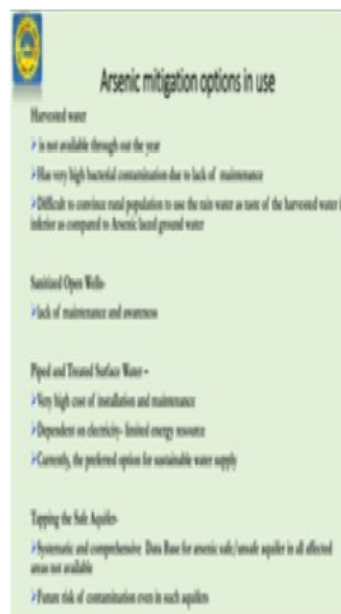 Arsenic mitigation options in use
Harvested water
➢ is not available through out the year
➢Has very high bacterial contamination due to lack of maintenance
➢Difficult to convince rural population to use the rain water as taste of the harvested water
inferior as compared to Arsenic laced ground water
Sanitized Open Wells-
➢lack of maintenance and awareness
Piped and Treated Surface Water –
➢Very high cost of installation and maintenance
➢Dependent on electricity- limited energy resource
➢Currently, the preferred option for sustainable water supply
Tapping the Safe Aquifer-
➢Systematic and comprehensive Data Base for arsenic safe/unsafe aquifer in all affected
areas not available
➢Future risk of contamination even in such aquifers